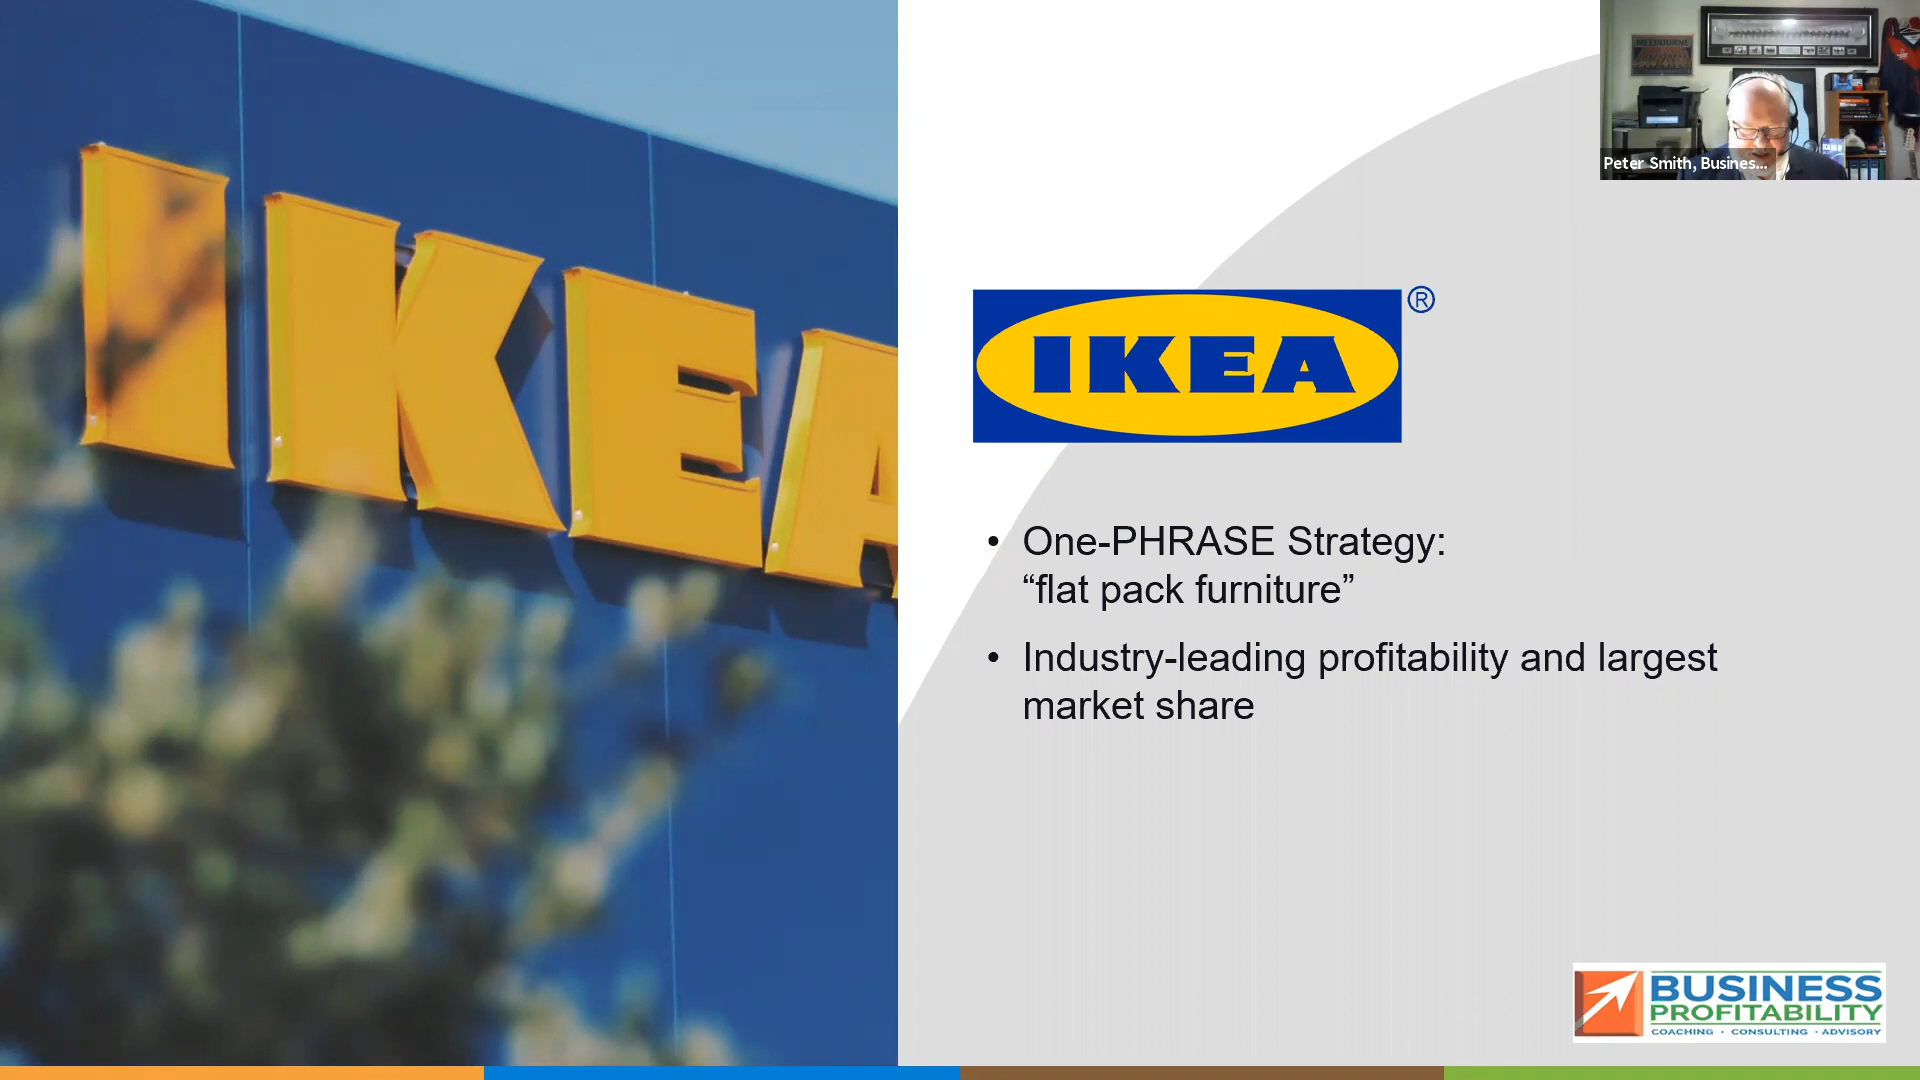 IKEA
MELBOURNE
Peter Smith, Busines...
IKEA®
• One-PHRASE Strategy:
“flat pack furniture”
• Industry-leading profitability and largest
market share
BUSINESS
PROFITABILITY
COACHING · CONSULTING · ADVISORY